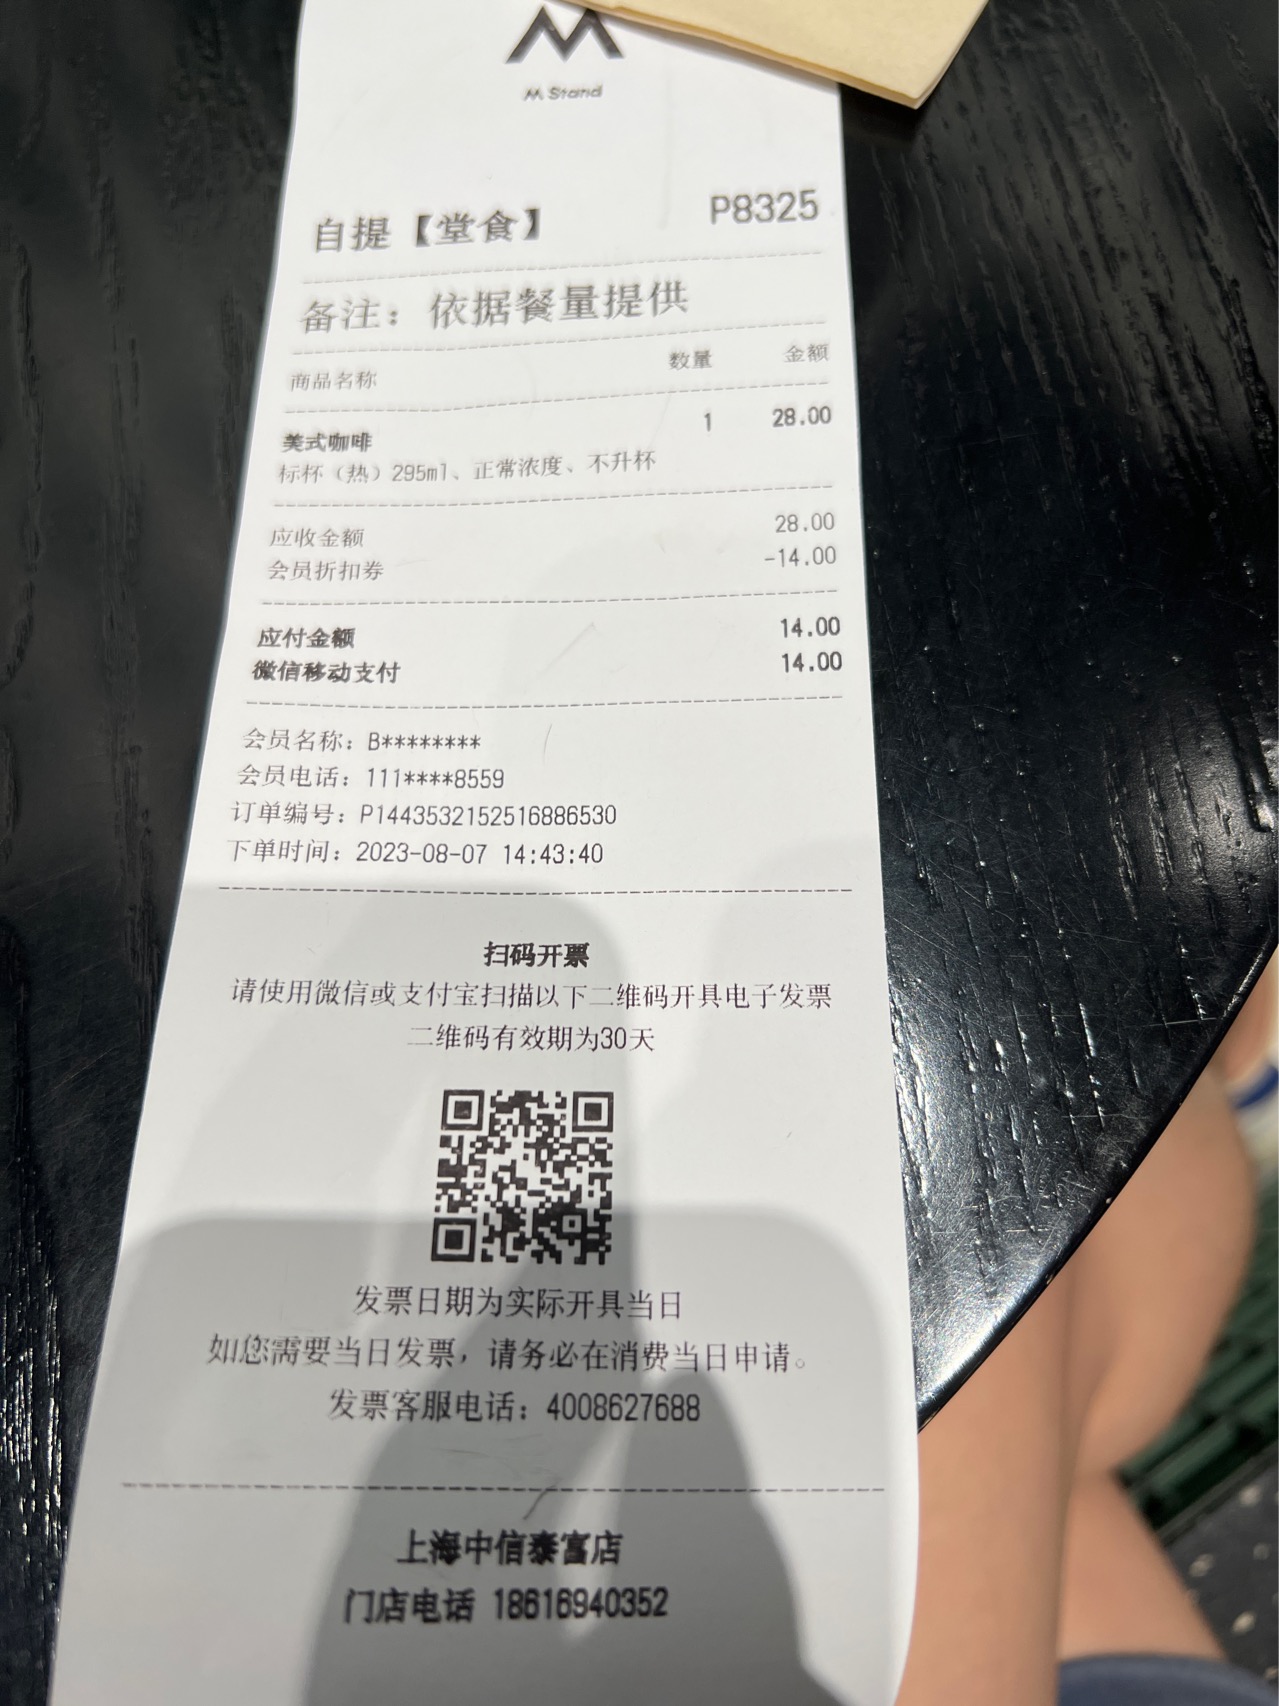 M Stand
自提【堂食】 P8325
备注：依据餐量提供
商品名称 数量 金额
美式咖啡 1 28.00
标杯（热）295ml、正常浓度、不升杯
应收金额 28.00
会员折扣券 -14.00
应付金额 14.00
微信移动支付 14.00
会员名称：B********
会员电话：111****8559
订单编号：P1443532152516886530
下单时间：2023-08-07 14:43:40
扫码开票
请使用微信或支付宝扫描以下二维码开具电子发票
二维码有效期为30天
发票日期为实际开具当日
如您需要当日发票，请务必在消费当日申请。
发票客服电话：4008627688
上海中信泰富店
门店电话 18616940352